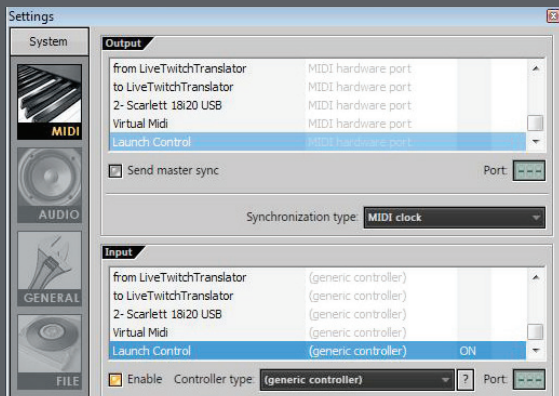 Settings
System
MIDI
AUDIO
GENERAL
FILE
Output
from LiveTwitchTranslator MIDI hardware port
to LiveTwitchTranslator MIDI hardware port
2- Scarlett 18i20 USB MIDI hardware port
Virtual Midi MIDI hardware port
Launch Control MIDI hardware port
Send master sync Port: ---
Synchronization type: MIDI clock
Input
from LiveTwitchTranslator (generic controller)
to LiveTwitchTranslator (generic controller)
2- Scarlett 18i20 USB (generic controller)
Virtual Midi (generic controller)
Launch Control (generic controller) ON
Enable Controller type: (generic controller) ? Port: ---